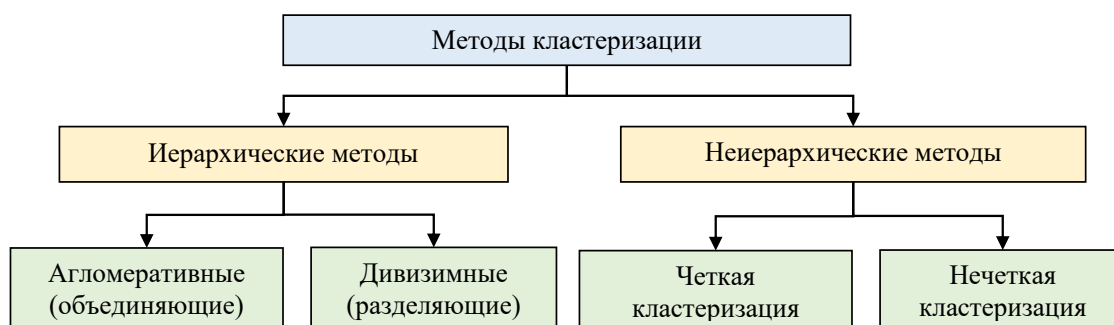 Методы кластеризации
Иерархические методы
Неиерархические методы
Агломеративные
(объединяющие)
Дивизимные
(разделяющие)
Четкая
кластеризация
Нечеткая
кластеризация